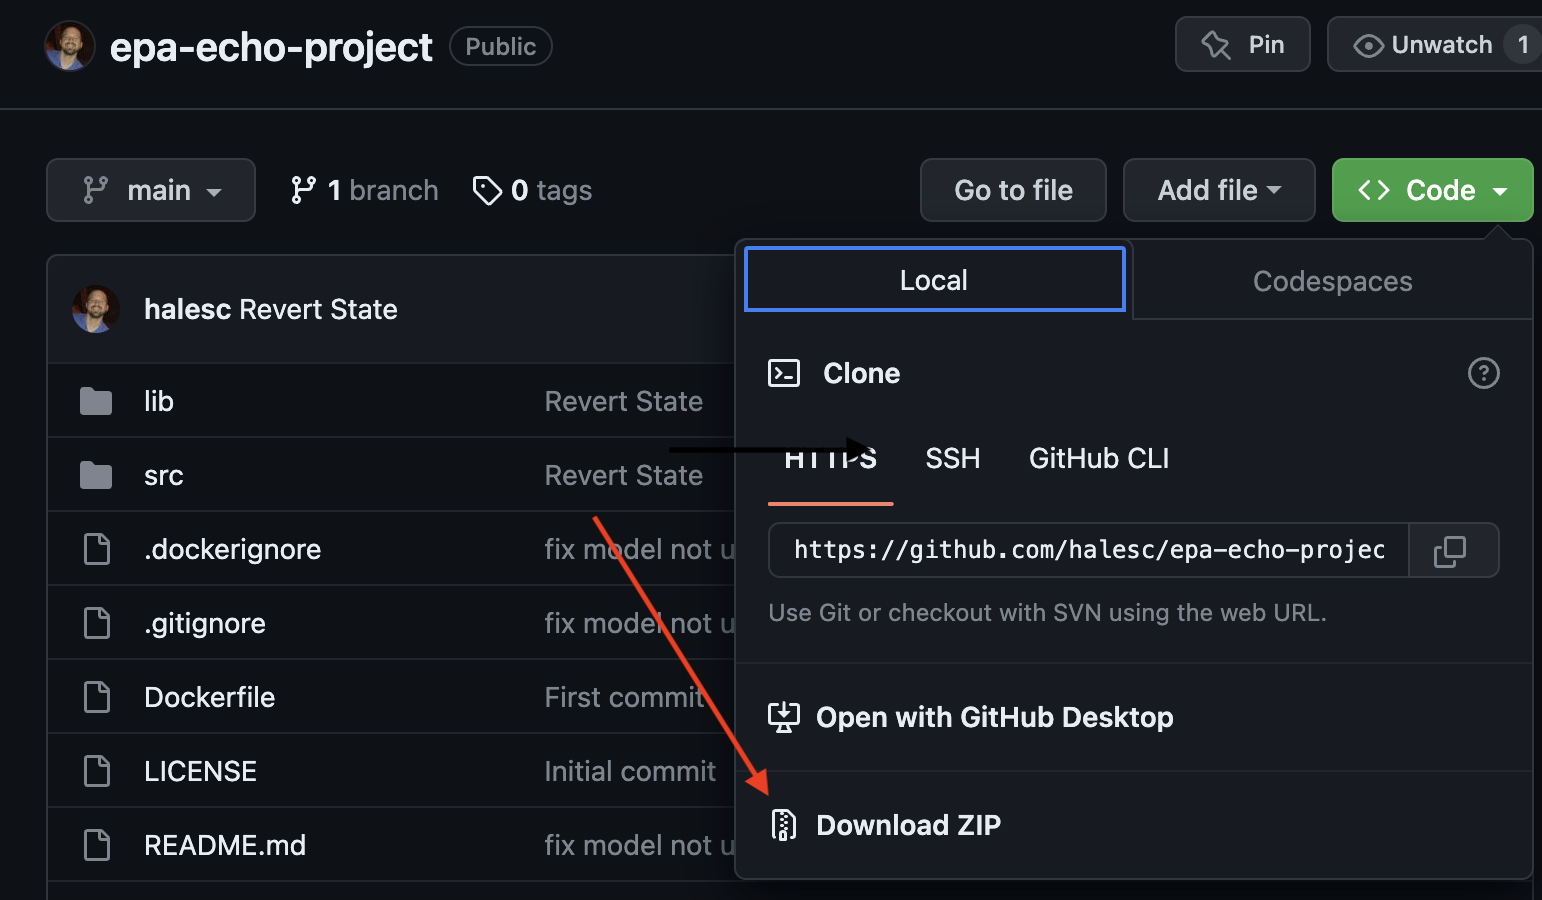 epa-echo-project Public
Pin
Unwatch 1
main
1 branch
0 tags
Go to file
Add file
<> Code
halesc Revert State
lib Revert State
src Revert State
.dockerignore fix model not u
.gitignore fix model not u
Dockerfile First commit
LICENSE Initial commit
README.md fix model not u
Local
Codespaces
Clone
HTTPS SSH GitHub CLI
https://github.com/halesc/epa-echo-projec
Use Git or checkout with SVN using the web URL.
Open with GitHub Desktop
Download ZIP